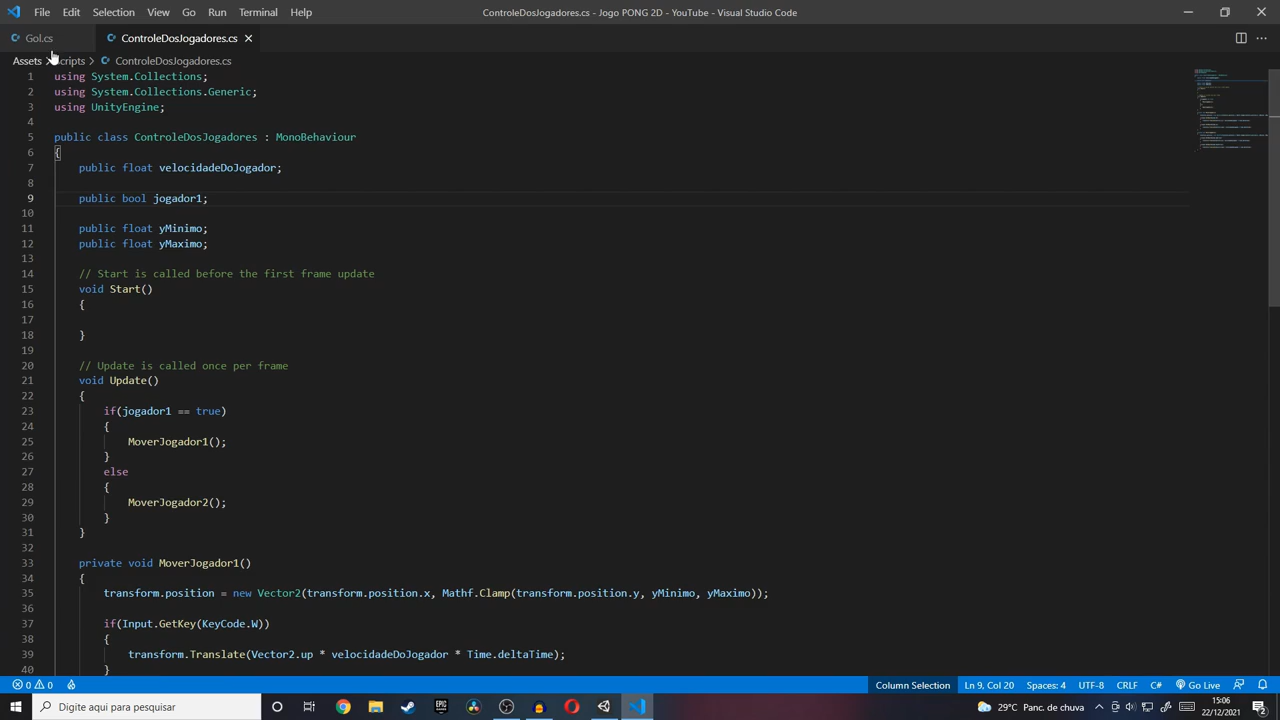 File Edit Selection View Go Run Terminal Help ControleDosJogadores.cs - Jogo PONG 2D - YouTube - Visual Studio Code
Gol.cs ControleDosJogadores.cs
Assets > Scripts > ControleDosJogadores.cs
1 using System.Collections;
2 using System.Collections.Generic;
3 using UnityEngine;
4
5 public class ControleDosJogadores : MonoBehaviour
6 {
7 public float velocidadeDoJogador;
8
9 public bool jogador1;
10
11 public float yMinimo;
12 public float yMaximo;
13
14 // Start is called before the first frame update
15 void Start()
16 {
17
18 }
19
20 // Update is called once per frame
21 void Update()
22 {
23 if(jogador1 == true)
24 {
25 MoverJogador1();
26 }
27 else
28 {
29 MoverJogador2();
30 }
31 }
32
33 private void MoverJogador1()
34 {
35 transform.position = new Vector2(transform.position.x, Mathf.Clamp(transform.position.y, yMinimo, yMaximo));
36
37 if(Input.GetKey(KeyCode.W))
38 {
39 transform.Translate(Vector2.up * velocidadeDoJogador * Time.deltaTime);
40 }
0 0 Column Selection Ln 9, Col 20 Spaces: 4 UTF-8 CRLF C# Go Live
Digite aqui para pesquisar 29°C Panc. de chuva 15:06
22/12/2021 2